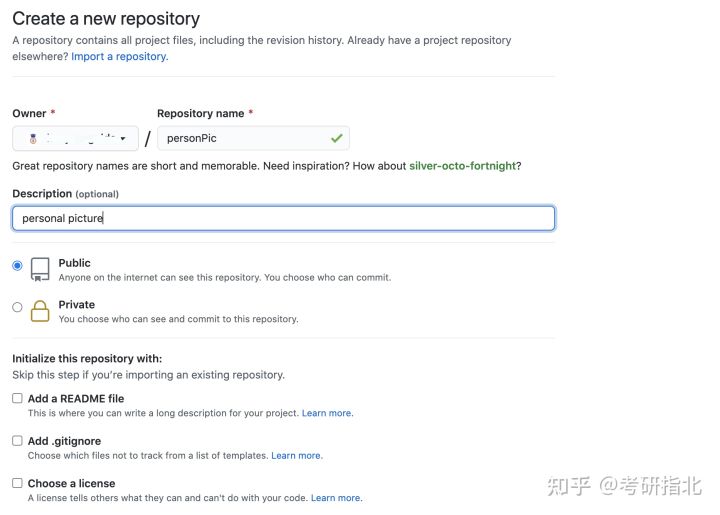 Create a new repository
A repository contains all project files, including the revision history. Already have a project repository
elsewhere? Import a repository.
Owner * Repository name *
/ personPic
Great repository names are short and memorable. Need inspiration? How about silver-octo-fortnight?
Description (optional)
personal picture
Public
Anyone on the internet can see this repository. You choose who can commit.
Private
You choose who can see and commit to this repository.
Initialize this repository with:
Skip this step if you're importing an existing repository.
Add a README file
This is where you can write a long description for your project. Learn more.
Add .gitignore
Choose which files not to track from a list of templates. Learn more.
Choose a license
A license tells others what they can and can't do with your code. Learn more.
知乎 @考研指北